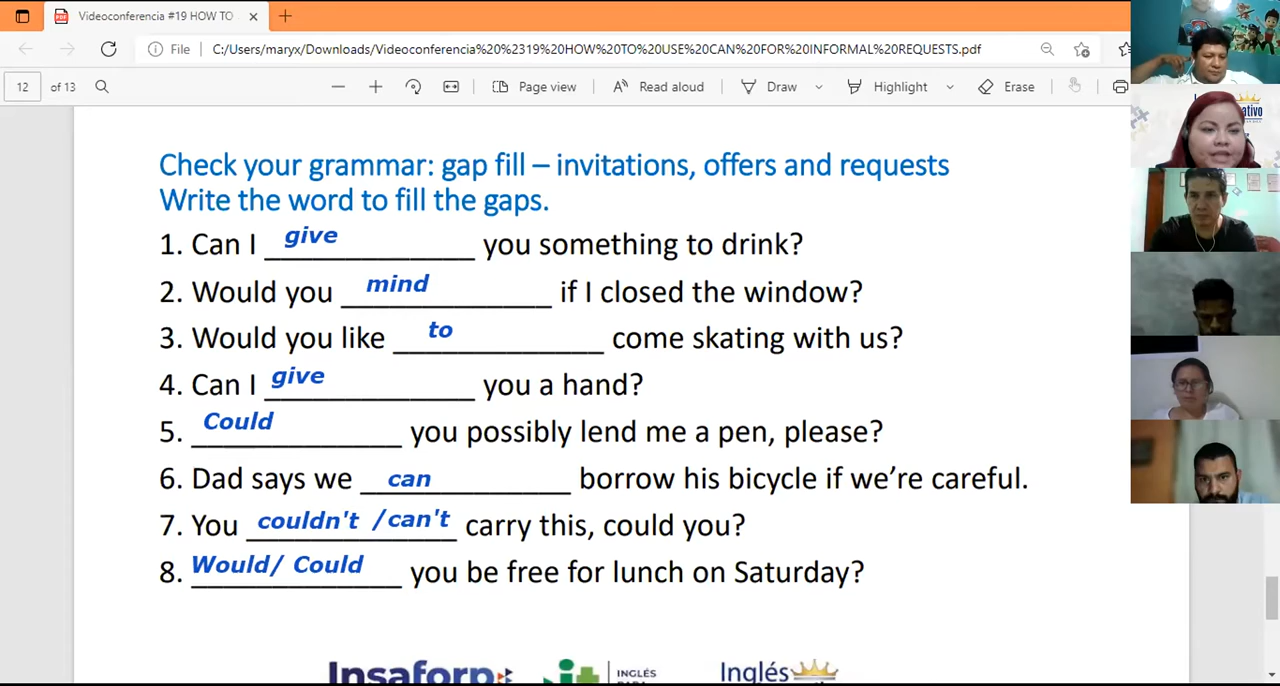 Videoconferencia #19 HOW TO
File C:/Users/maryx/Downloads/Videoconferencia%20%2319%20HOW%20TO%20USE%20CAN%20FOR%20INFORMAL%20REQUESTS.pdf
12 of 13 Page view Read aloud Draw Highlight Erase
Check your grammar: gap fill – invitations, offers and requests
Write the word to fill the gaps.
1. Can I give you something to drink?
2. Would you mind if I closed the window?
3. Would you like to come skating with us?
4. Can I give you a hand?
5. Could you possibly lend me a pen, please?
6. Dad says we can borrow his bicycle if we're careful.
7. You couldn't /can't carry this, could you?
8. Would/ Could you be free for lunch on Saturday?
Insaforp INGLÉS Inglés